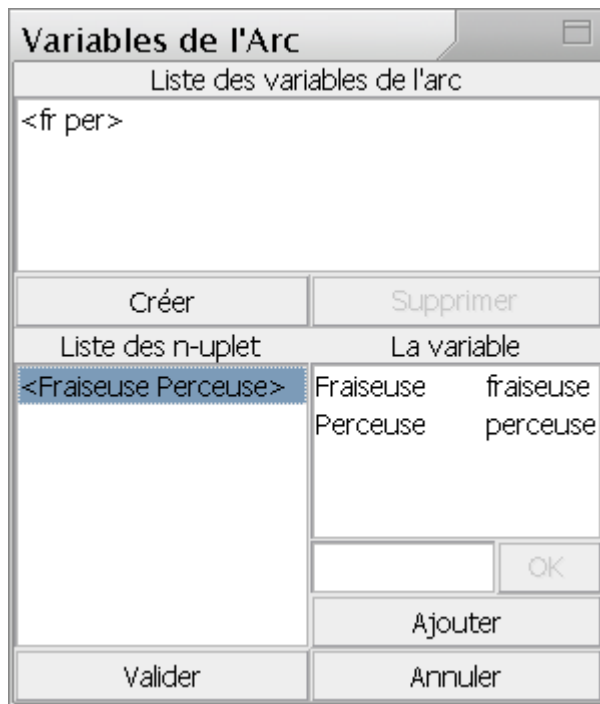 Variables de l'Arc
Liste des variables de l'arc
<fr per>
Créer
Supprimer
Liste des n-uplet
La variable
<Fraiseuse Perceuse>
Fraiseuse fraiseuse
Perceuse perceuse
OK
Ajouter
Valider
Annuler